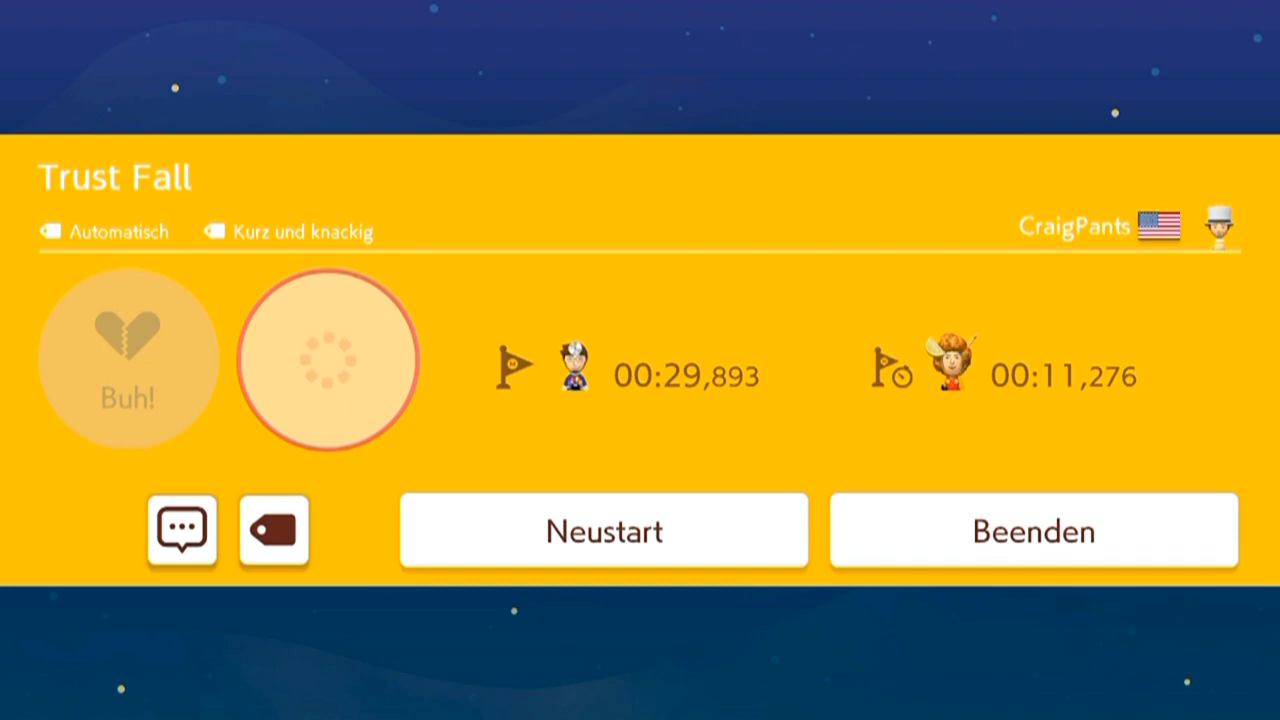 Trust Fall
Automatisch Kurz und knackig
CraigPants
Buh!
M
00:29,893
00:11,276
Neustart
Beenden